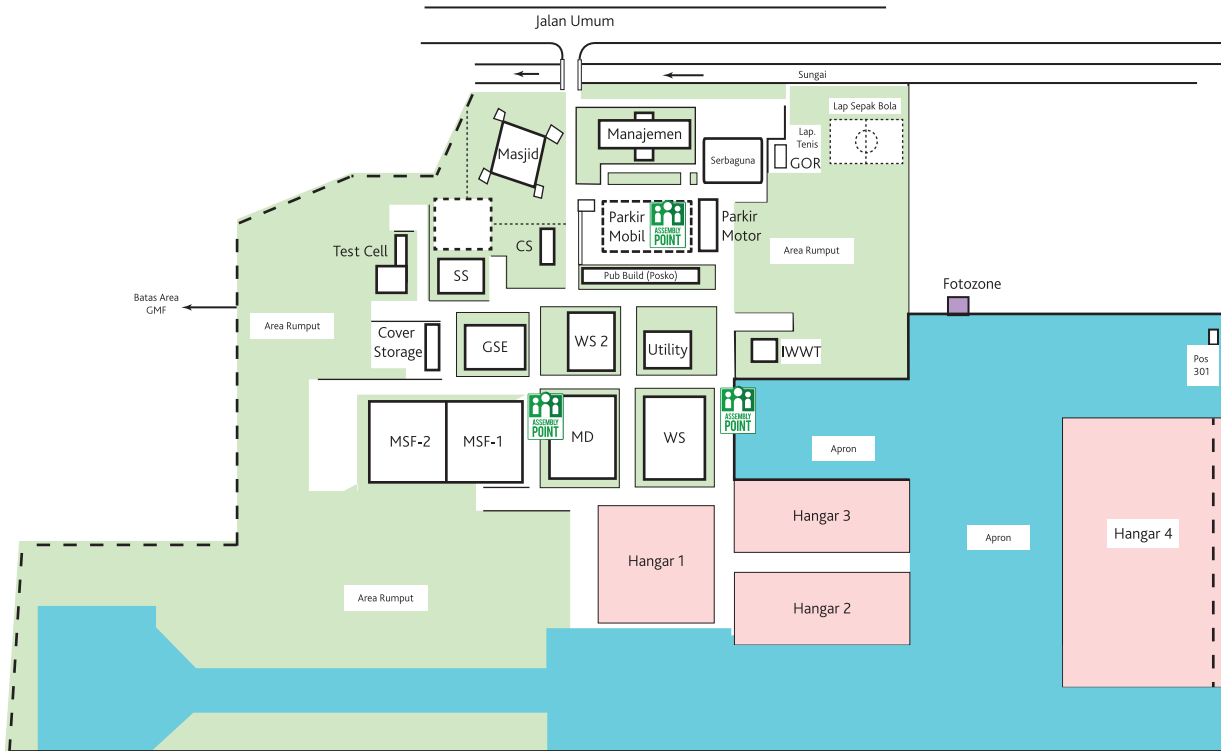 Jalan Umum
Sungai
Lap Sepak Bola
Manajemen
Lap.
Tenis
GOR
Serbaguna
Masjid
Parkir
Mobil
ASSEMBLY
POINT
Parkir
Motor
CS
Test Cell
SS
Pub Build (Posko)
Area Rumput
Fotozone
Batas Area
GMF
Area Rumput
Cover
Storage
GSE
WS 2
Utility
IWWT
Pos
301
ASSEMBLY
POINT
ASSEMBLY
POINT
MSF-2
MSF-1
MD
WS
Apron
Hangar 3
Hangar 4
Apron
Hangar 1
Area Rumput
Hangar 2